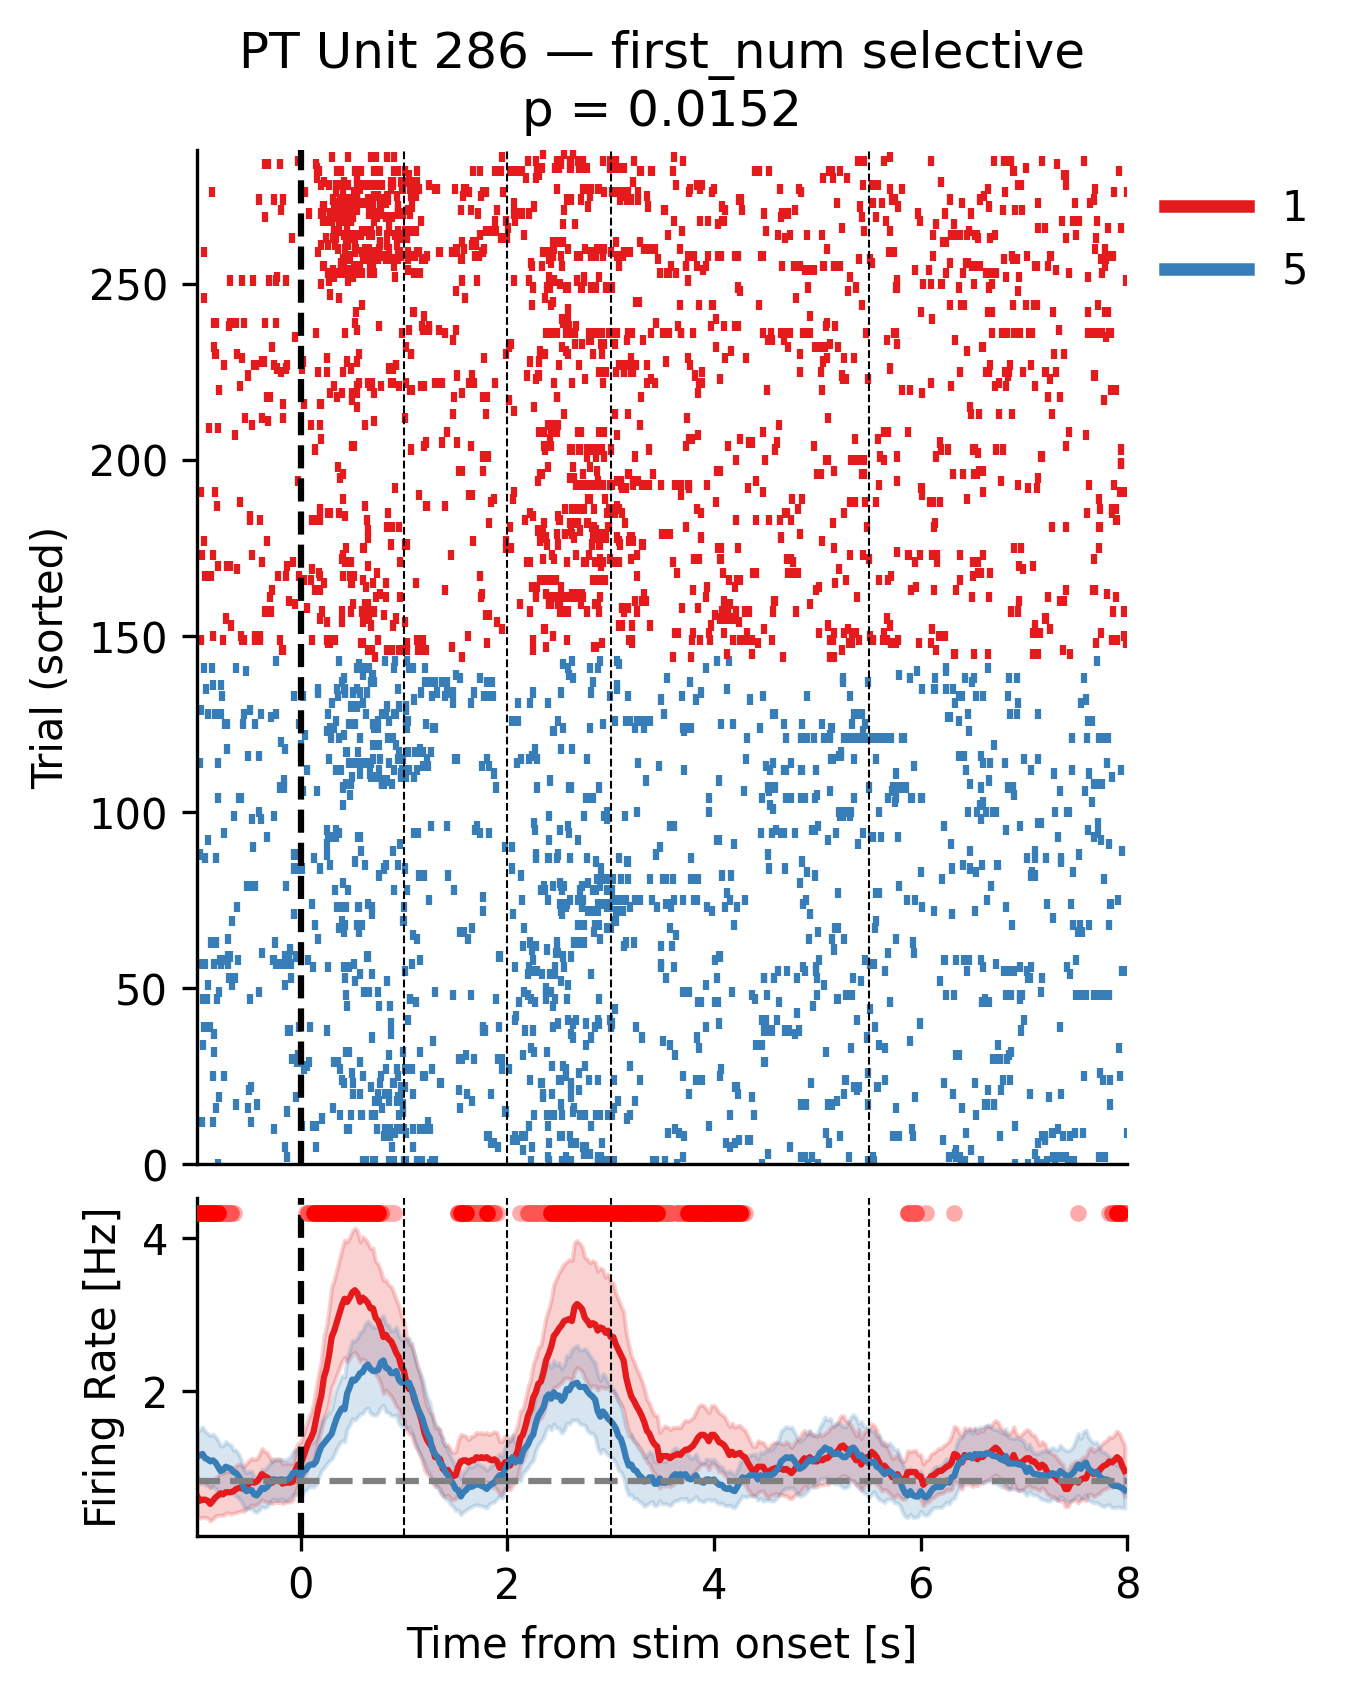 PT Unit 286 — first_num selective
p = 0.0152
1
5
Trial (sorted)
250
200
150
100
50
0
Firing Rate [Hz]
4
2
0 2 4 6 8
Time from stim onset [s]